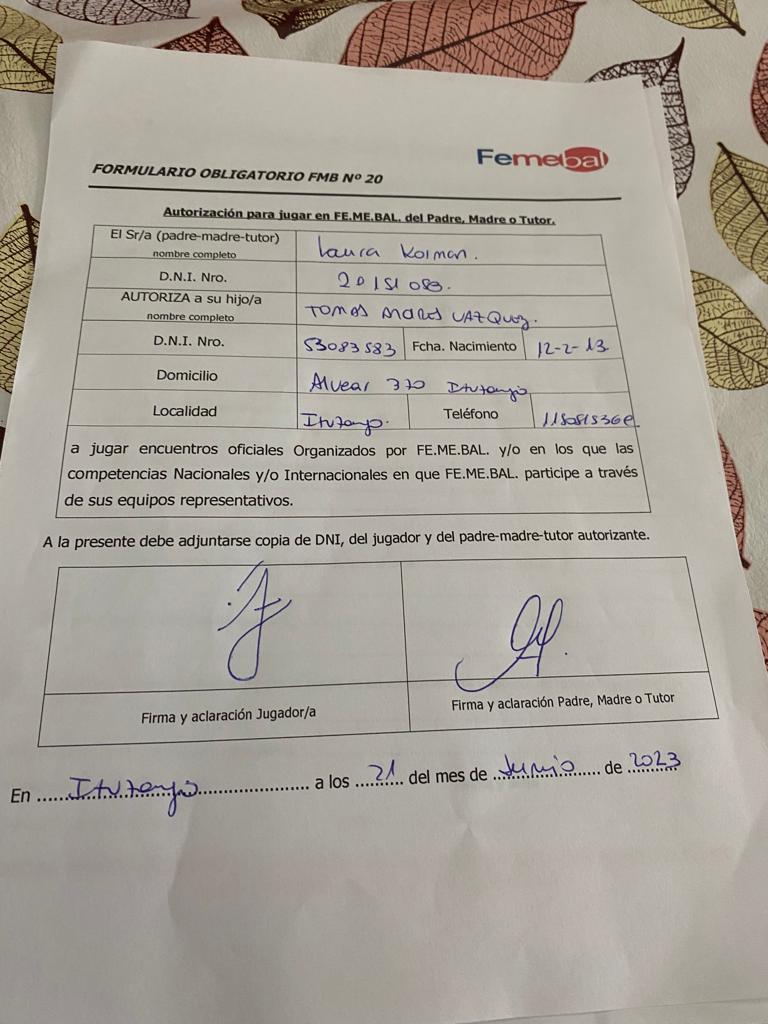 Femebal
FORMULARIO OBLIGATORIO FMB Nº 20
Autorización para jugar en FE.ME.BAL. del Padre, Madre o Tutor.
El Sr/a (padre-madre-tutor)
nombre completo
Laura Koiman.
D.N.I. Nro.
AUTORIZA a su hijo/a
nombre completo
TOMAS VAZQUEZ.
D.N.I. Nro. 53083583 Fcha. Nacimiento 12-2-13
Domicilio Alvear 370 Ituzaingo
Localidad Ituzaingo. Teléfono
a jugar encuentros oficiales Organizados por FE.ME.BAL. y/o en los que las
competencias Nacionales y/o Internacionales en que FE.ME.BAL. participe a través
de sus equipos representativos.
A la presente debe adjuntarse copia de DNI, del jugador y del padre-madre-tutor autorizante.
Firma y aclaración Jugador/a
Firma y aclaración Padre, Madre o Tutor
En Ituzaingo a los 21 del mes de Junio de 2023